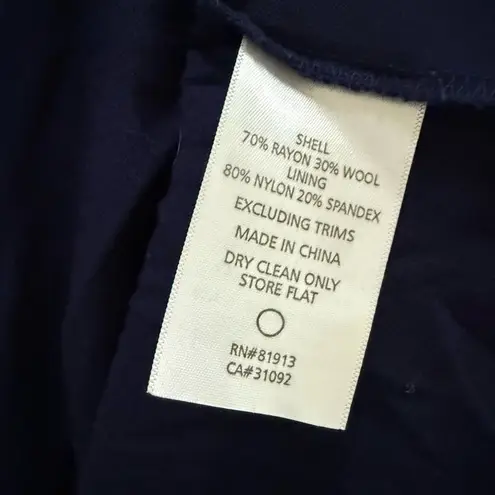 SHELL
70% RAYON 30% WOOL
LINING
80% NYLON 20% SPANDEX
EXCLUDING TRIMS
MADE IN CHINA
DRY CLEAN ONLY
STORE FLAT
RN#81913
CA#31092